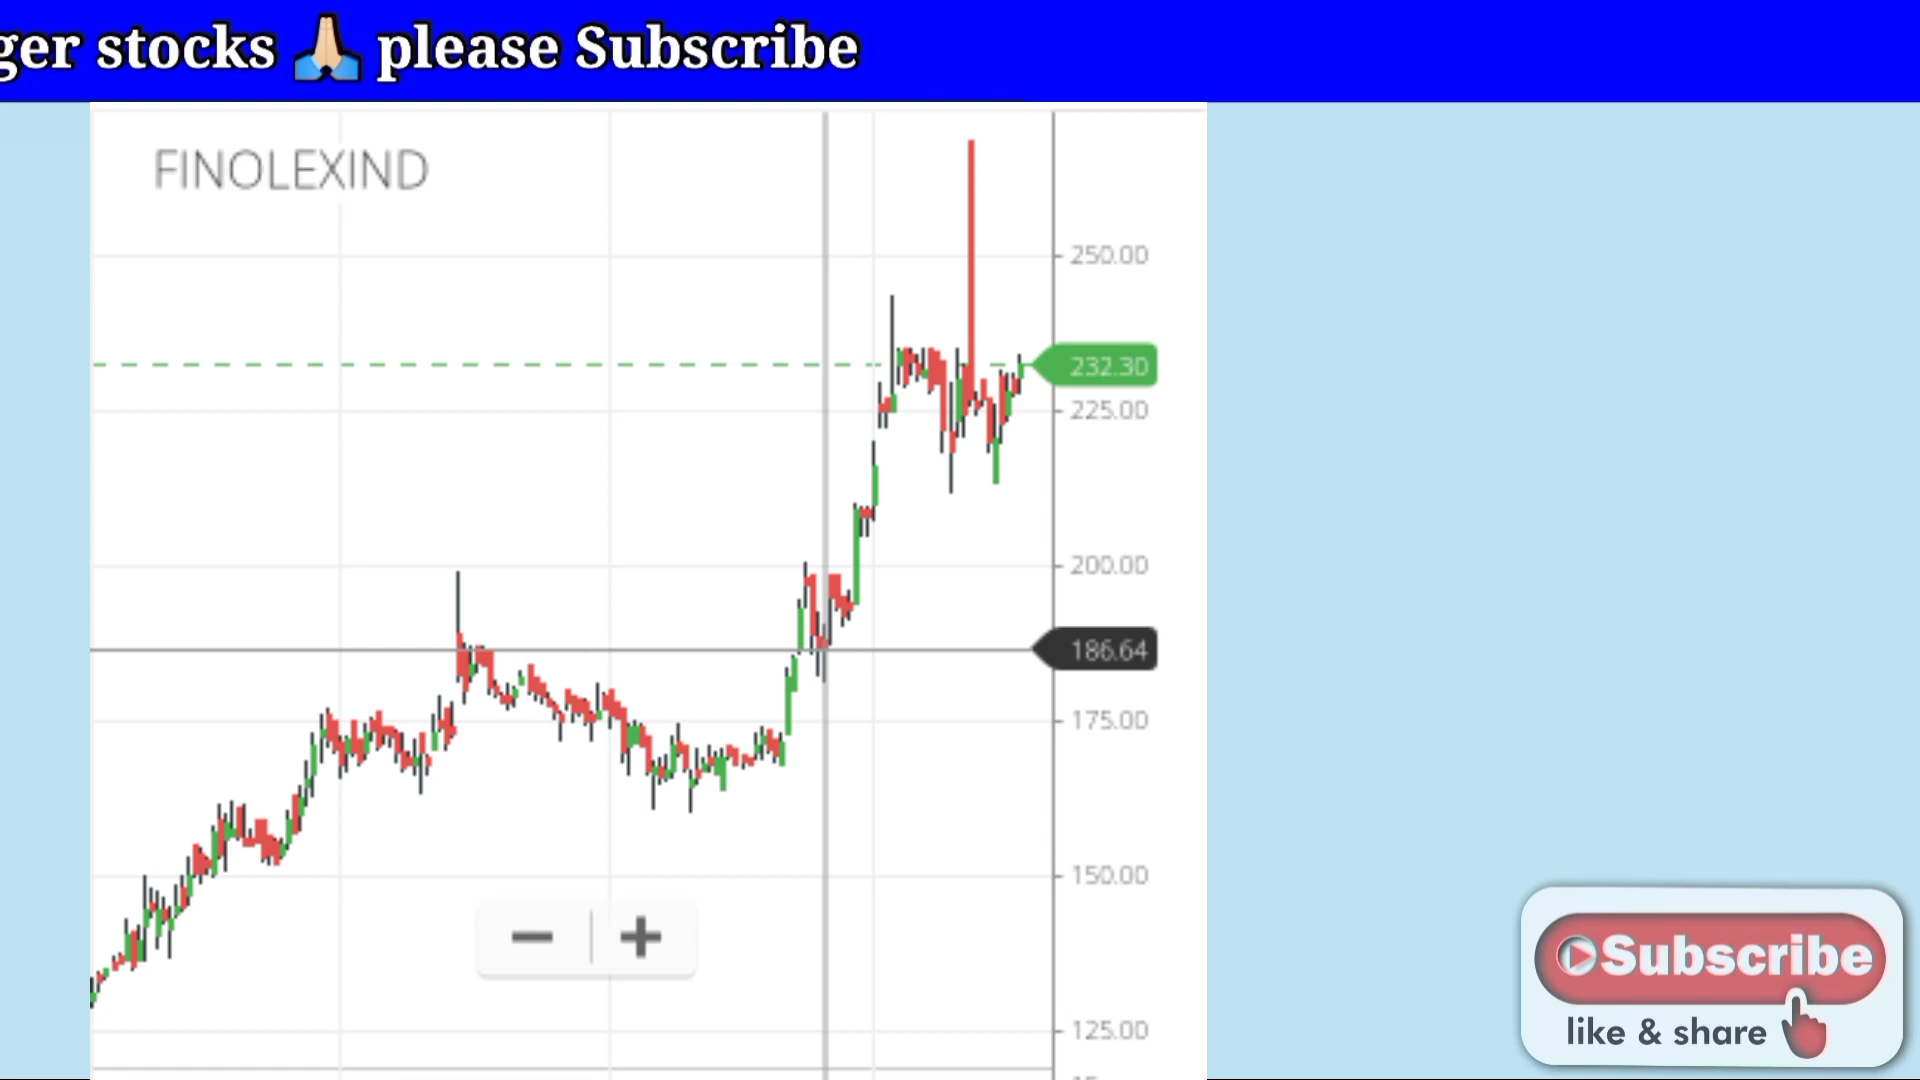 ger stocks 🙏🏻 please Subscribe
FINOLEXIND
250.00
232.30
225.00
200.00
186.64
175.00
150.00
125.00
Subscribe
like & share